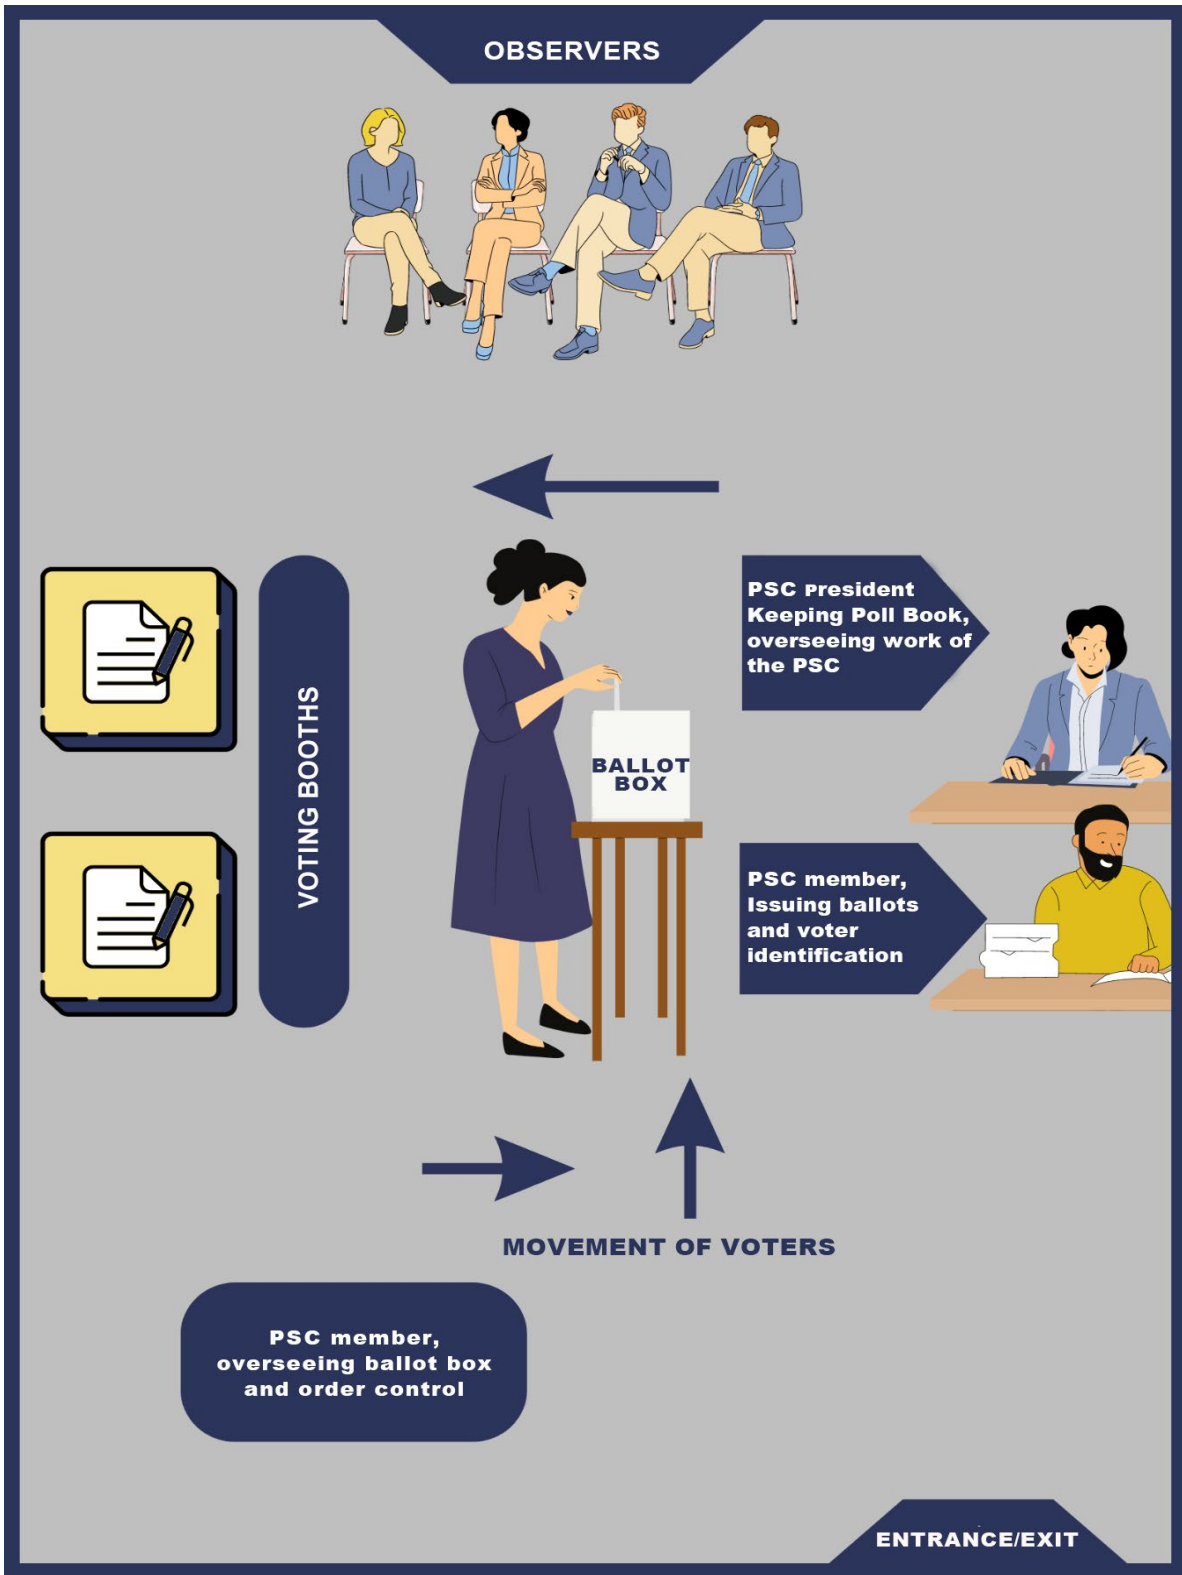 OBSERVERS
PSC President
Keeping Poll Book,
overseeing work of
the PSC
VOTING BOOTHS
BALLOT
BOX
PSC member,
Issuing ballots
and voter
identification
MOVEMENT OF VOTERS
PSC member,
overseeing ballot box
and order control
ENTRANCE/EXIT